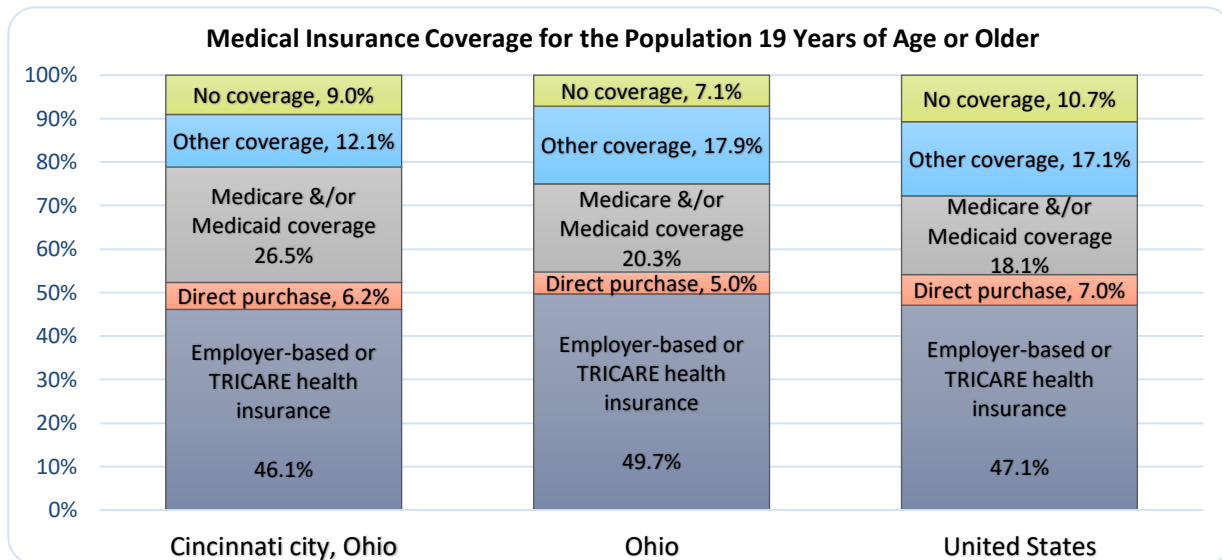 Medical Insurance Coverage for the Population 19 Years of Age or Older
100%
90%
80%
70%
60%
50%
40%
30%
20%
10%
0%
No coverage, 9.0%
Other coverage, 12.1%
Medicare &/or
Medicaid coverage
26.5%
Direct purchase, 6.2%
Employer-based or
TRICARE health
insurance
46.1%
Cincinnati city, Ohio
No coverage, 7.1%
Other coverage, 17.9%
Medicare &/or
Medicaid coverage
20.3%
Direct purchase, 5.0%
Employer-based or
TRICARE health
insurance
49.7%
Ohio
No coverage, 10.7%
Other coverage, 17.1%
Medicare &/or
Medicaid coverage
18.1%
Direct purchase, 7.0%
Employer-based or
TRICARE health
insurance
47.1%
United States